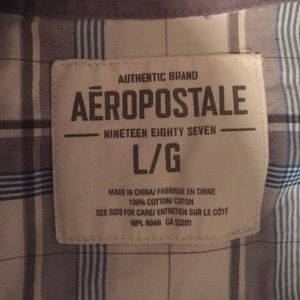 AUTHENTIC BRAND
AÉROPOSTALE
NINETEEN EIGHTY SEVEN
L/G
MADE IN CHINA/ FABRIQUE EN CHINE
100% COTTON/ COTON
SEE SIDE FOR CARE/ ENTRETIEN SUR LE CÔTÉ
WPL 8046 CA 53201